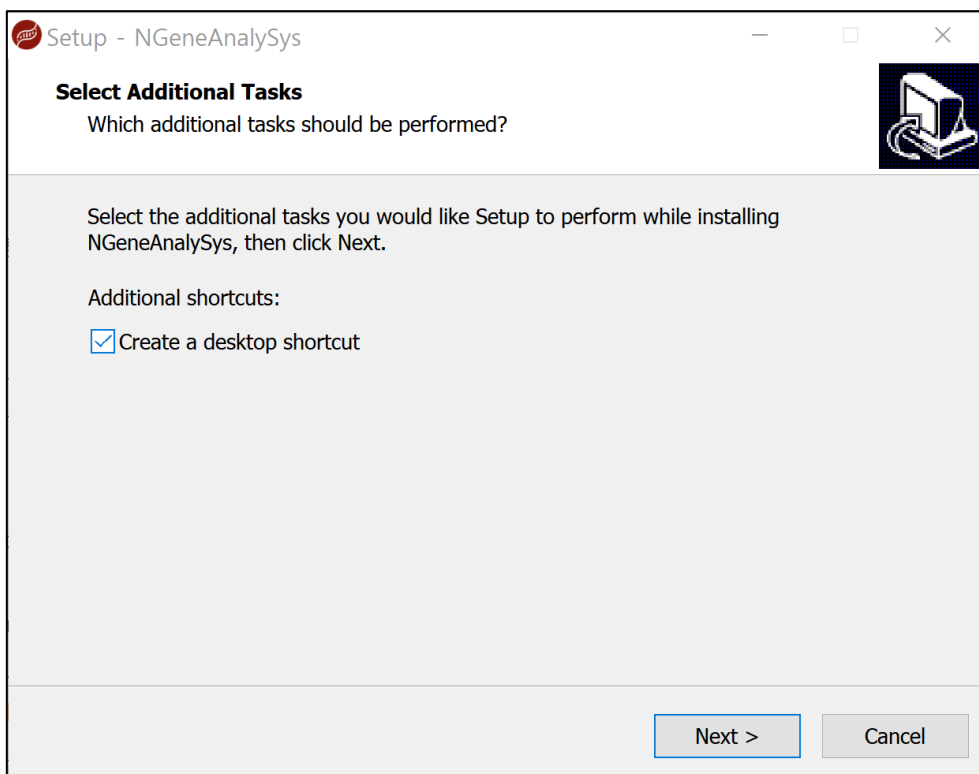 Setup - NGeneAnalySys
Select Additional Tasks
Which additional tasks should be performed?
Select the additional tasks you would like Setup to perform while installing
NGeneAnalySys, then click Next.
Additional shortcuts:
Create a desktop shortcut
Next >
Cancel